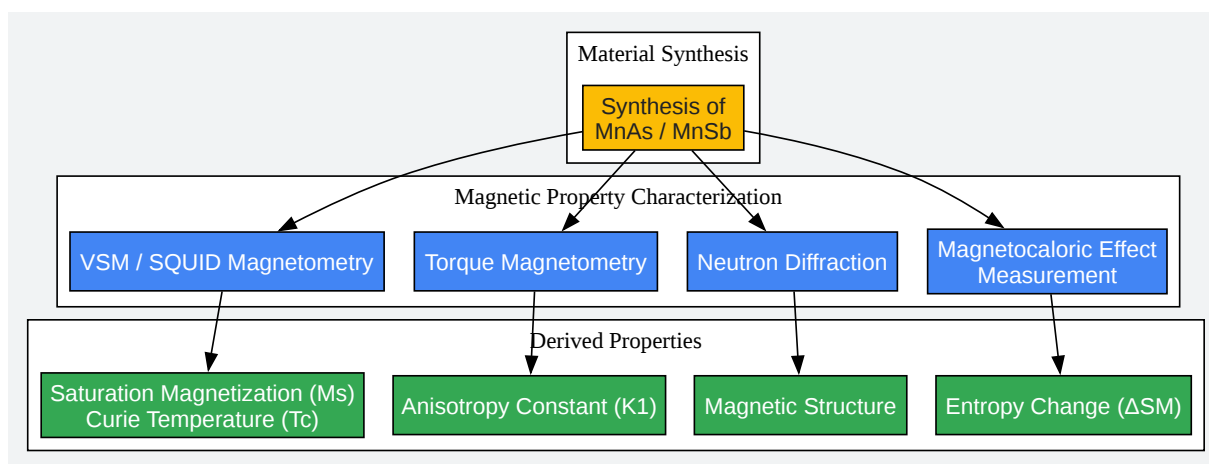 Material Synthesis
Synthesis of
MnAs / MnSb
Magnetic Property Characterization
VSM / SQUID Magnetometry
Torque Magnetometry
Neutron Diffraction
Magnetocaloric Effect
Measurement
Derived Properties
Saturation Magnetization (Ms)
Curie Temperature (Tc)
Anisotropy Constant (K1)
Magnetic Structure
Entropy Change (ΔSM)